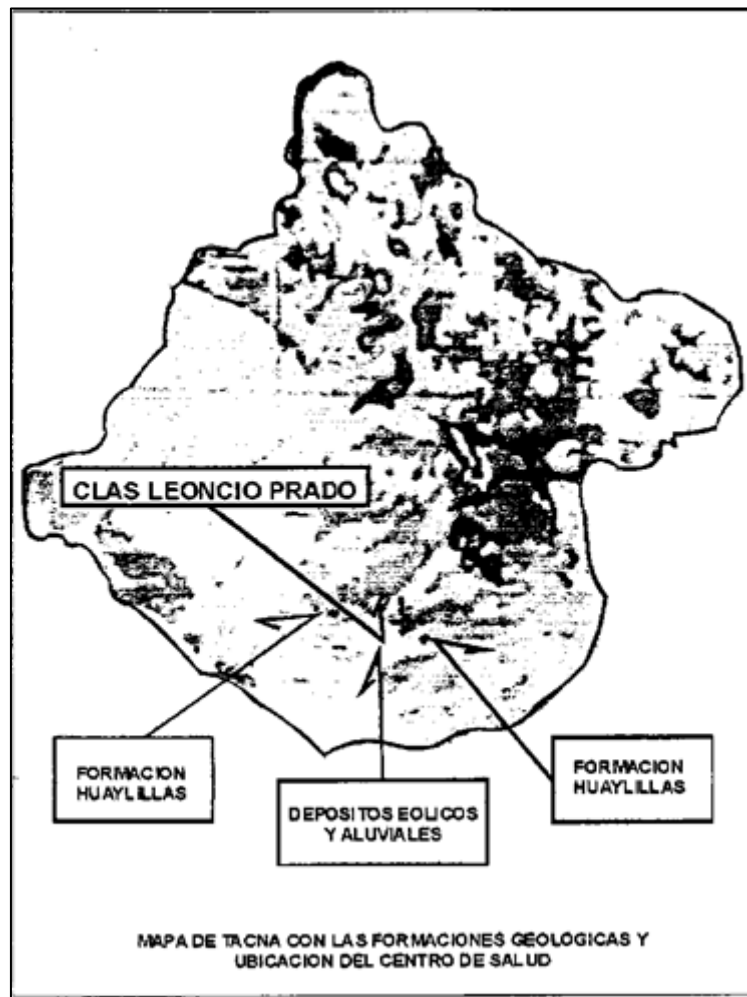 CLAS LEONCIO PRADO
FORMACION
HUAYLILLAS
DEPOSITOS EOLICOS
Y ALUVIALES
FORMACION
HUAYLILLAS
MAPA DE TACNA CON LAS FORMACIONES GEOLOGICAS Y
UBICACION DEL CENTRO DE SALUD